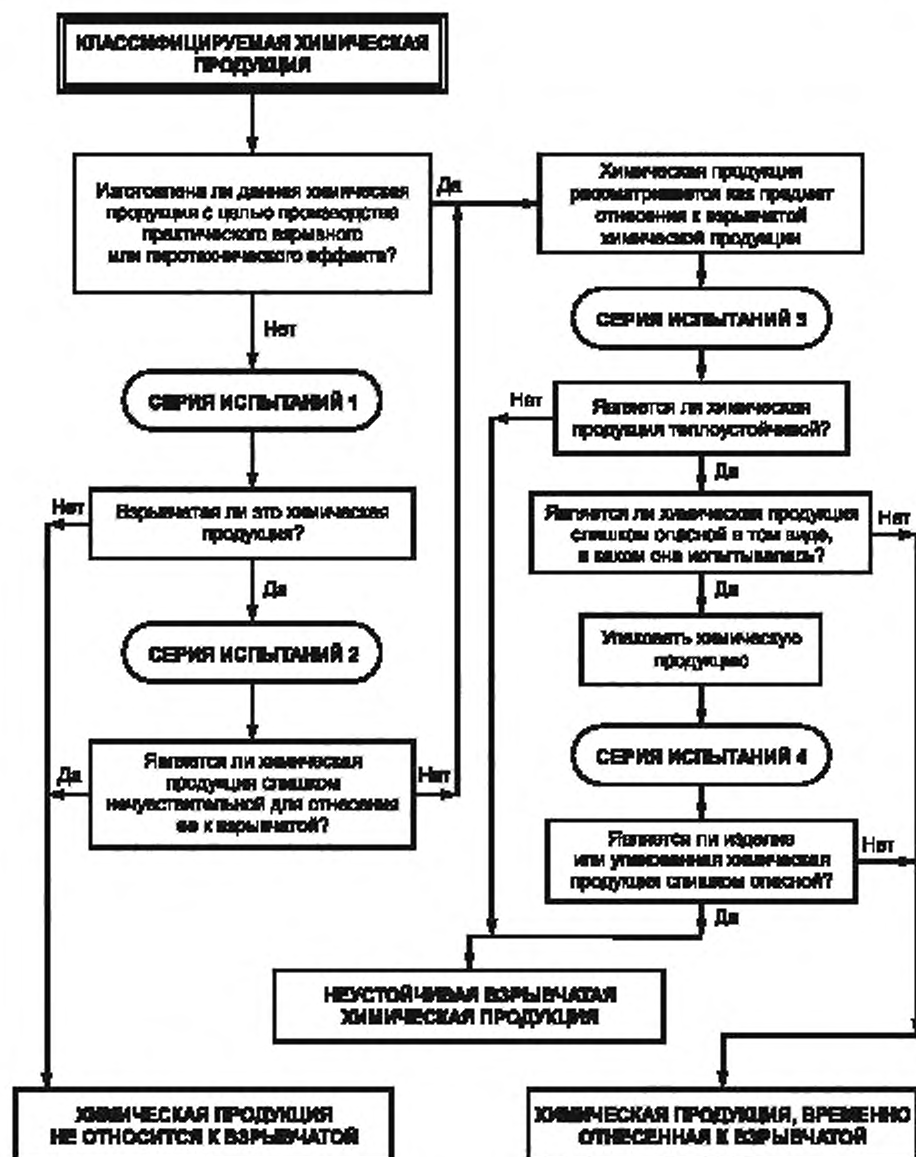 КЛАССИФИЦИРУЕМАЯ ХИМИЧЕСКАЯ
ПРОДУКЦИЯ
Изготовлена ли данная химическая
продукция с целью производства
практического взрывного
или пиротехнического эффекта?
Да
Нет
СЕРИЯ ИСПЫТАНИЙ 1
Взрывчатая ли это химическая
продукция?
Нет
Да
СЕРИЯ ИСПЫТАНИЙ 2
Является ли химическая
продукция слишком
нечувствительной для отнесения
ее к взрывчатой?
Да
Нет
Химическая продукция
рассматривается как предмет
отнесения к взрывчатой
химической продукции
СЕРИЯ ИСПЫТАНИЙ 3
Является ли химическая
продукция теплоустойчивой?
Нет
Да
Является ли химическая продукция
слишком опасной в том виде,
в каком она испытывалась?
Нет
Да
Упаковать химическую
продукцию
СЕРИЯ ИСПЫТАНИЙ 4
Является ли изделие
или упакованная химическая
продукция слишком опасной?
Нет
Да
НЕУСТОЙЧИВАЯ ВЗРЫВЧАТАЯ
ХИМИЧЕСКАЯ ПРОДУКЦИЯ
ХИМИЧЕСКАЯ ПРОДУКЦИЯ
НЕ ОТНОСИТСЯ К ВЗРЫВЧАТОЙ
ХИМИЧЕСКАЯ ПРОДУКЦИЯ, ВРЕМЕННО
ОТНЕСЕННАЯ К ВЗРЫВЧАТОЙ